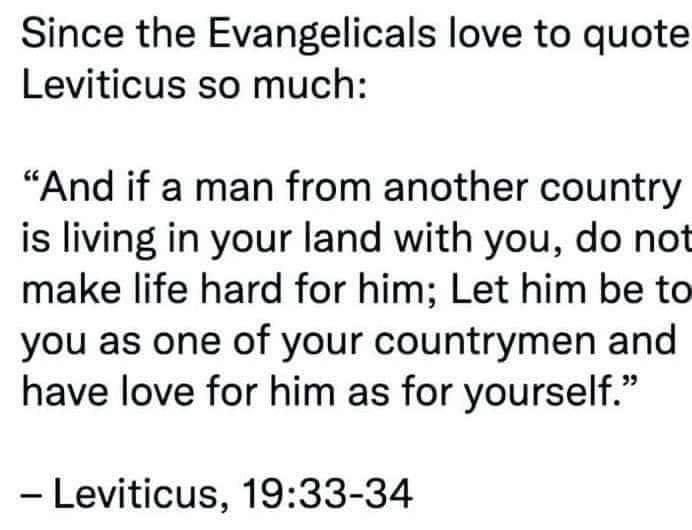 Since the Evangelicals love to quote
Leviticus so much:
“And if a man from another country
is living in your land with you, do not
make life hard for him; Let him be to
you as one of your countrymen and
have love for him as for yourself.”
– Leviticus, 19:33-34